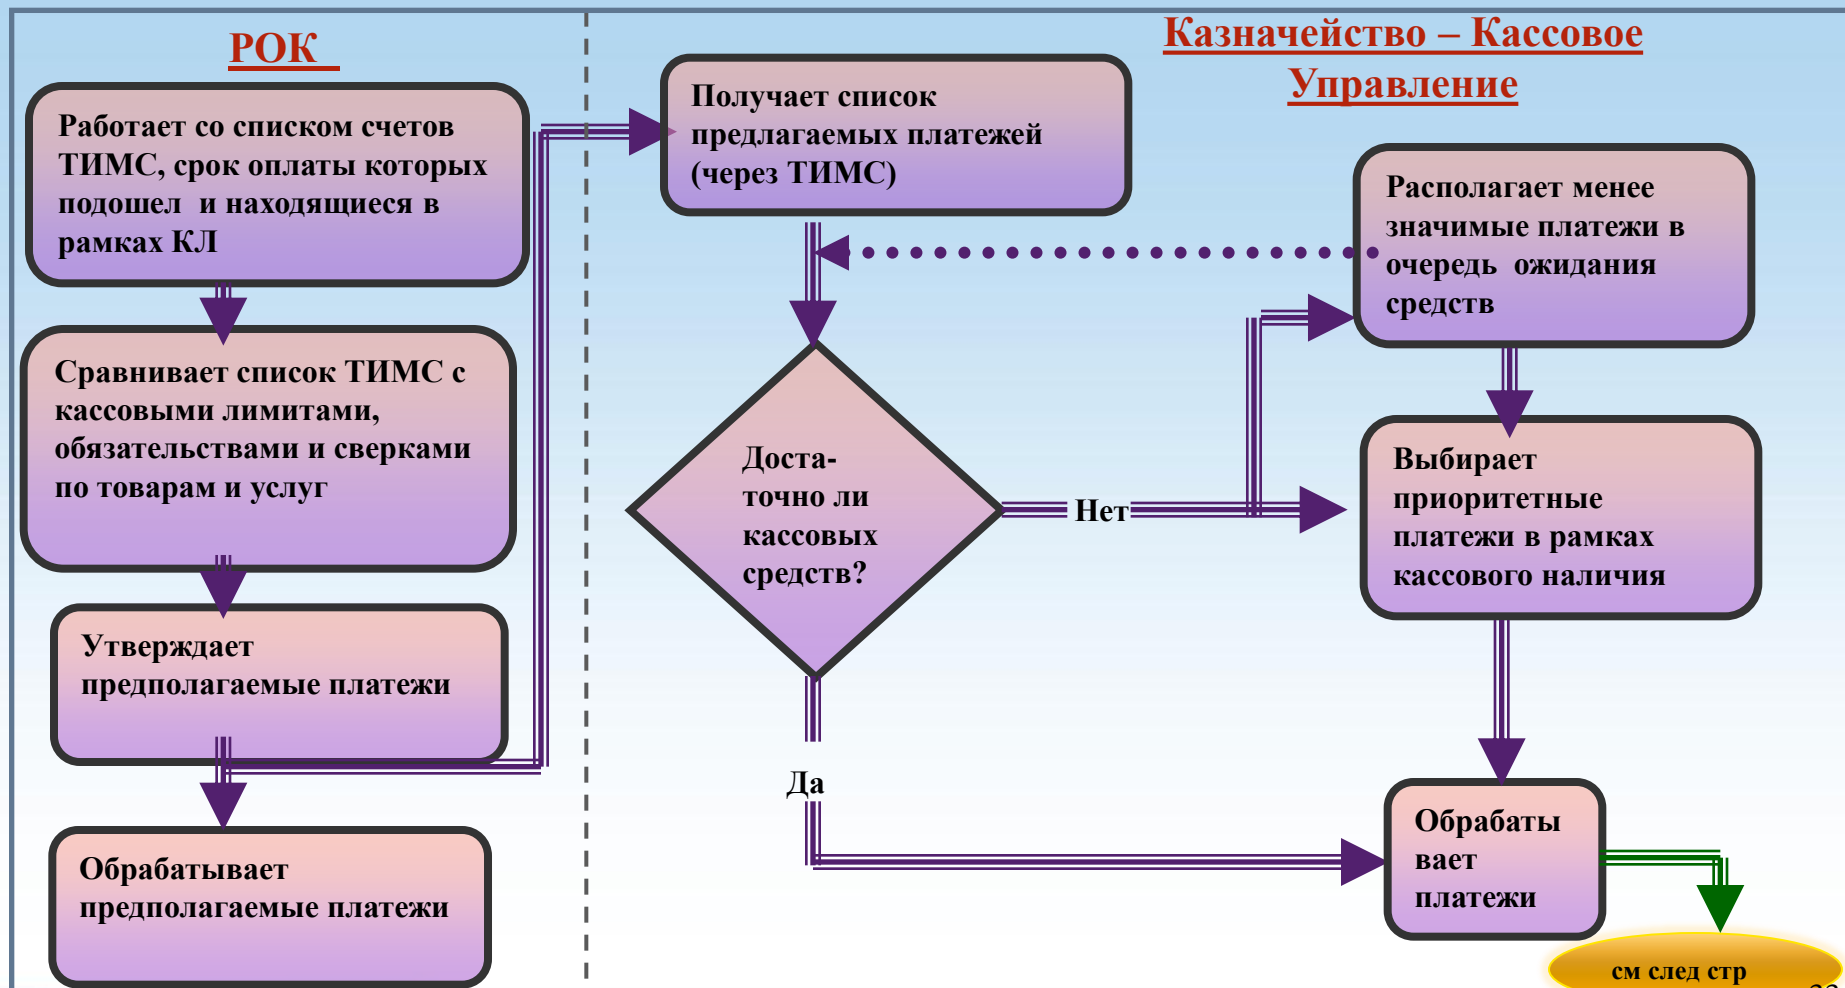 РОК
Работает со списком счетов
ТИМС, срок оплаты которых
подошел и находящиеся в
рамках КЛ
Сравнивает список ТИМС с
кассовыми лимитами,
обязательствами и сверками
по товарам и услуг
Утверждает
предполагаемые платежи
Обрабатывает
предполагаемые платежи
Казначейство – Кассовое
Управление
Получает список
предлагаемых платежей
(через ТИМС)
Доста-
точно ли
кассовых
средств?
Нет
Да
Располагает менее
значимые платежи в
очередь ожидания
средств
Выбирает
приоритетные
платежи в рамках
кассового наличия
Обрабаты
вает
платежи
см след стр